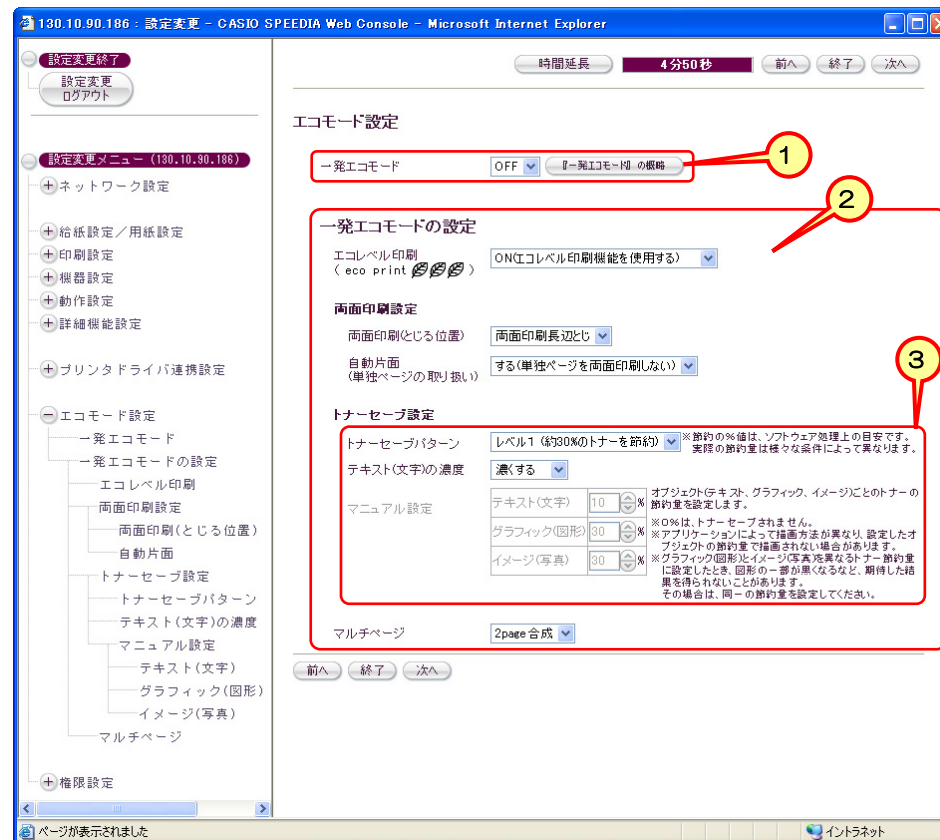 130.10.90.186 : 設定変更 - CASIO SPEEDIA Web Console - Microsoft Internet Explorer
設定変更終了
設定変更
ログアウト
設定変更メニュー (130.10.90.186)
ネットワーク設定
給紙設定/用紙設定
印刷設定
機器設定
動作設定
詳細機能設定
プリンタドライバ連携設定
エコモード設定
一発エコモード
一発エコモードの設定
エコレベル印刷
両面印刷設定
両面印刷(とじる位置)
自動片面
トナーセーブ設定
トナーセーブパターン
テキスト(文字)の濃度
マニュアル設定
テキスト(文字)
グラフィック(図形)
イメージ(写真)
マルチページ
権限設定
時間延長 4分50秒 前へ 終了 次へ
エコモード設定
一発エコモード OFF 『一発エコモード』の概略 1
2
一発エコモードの設定
エコレベル印刷
( eco print ) ON(エコレベル印刷機能を使用する)
両面印刷設定
両面印刷(とじる位置) 両面印刷長辺とじ
自動片面
(単独ページの取り扱い) する(単独ページを両面印刷しない)
3
トナーセーブ設定
トナーセーブパターン レベル1 (約30%のトナーを節約) ※節約の%値は、ソフトウェア処理上の目安です。
実際の節約量は様々な条件によって異なります。
テキスト(文字)の濃度 濃くする
マニュアル設定
テキスト(文字) 10 %
グラフィック(図形) 30 %
イメージ(写真) 30 %
オブジェクト(テキスト、グラフィック、イメージ)ごとのトナーの
節約量を設定します。
※0%は、トナーセーブされません。
※アプリケーションによって描画方法が異なり、設定したオ
ブジェクトの節約量で描画されない場合があります。
※グラフィック(図形)とイメージ(写真)を異なるトナー節約量
に設定したとき、図形の一部が黒くなるなど、期待した結
果を得られないことがあります。
その場合は、同一の節約量を設定してください。
マルチページ 2page合成
前へ 終了 次へ
ページが表示されました
イントラネット